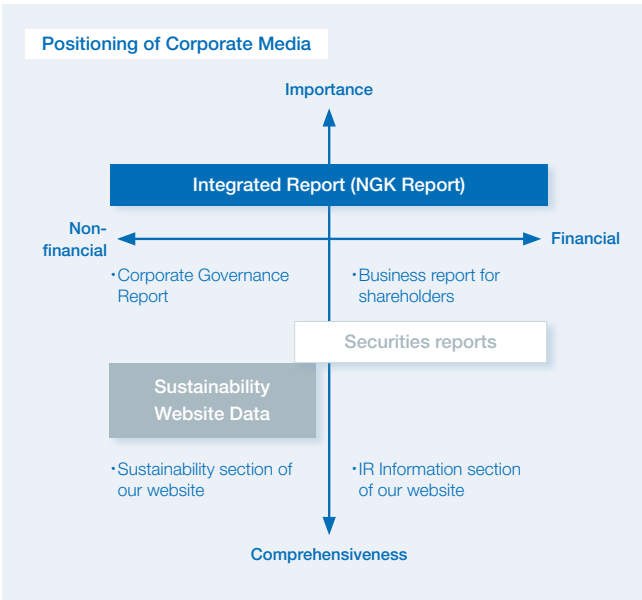 Positioning of Corporate Media
Importance
Integrated Report (NGK Report)
Non-
financial
Financial
・Corporate Governance
Report
・Business report for
shareholders
Securities reports
Sustainability
Website Data
・Sustainability section of
our website
・IR Information section
of our website
Comprehensiveness